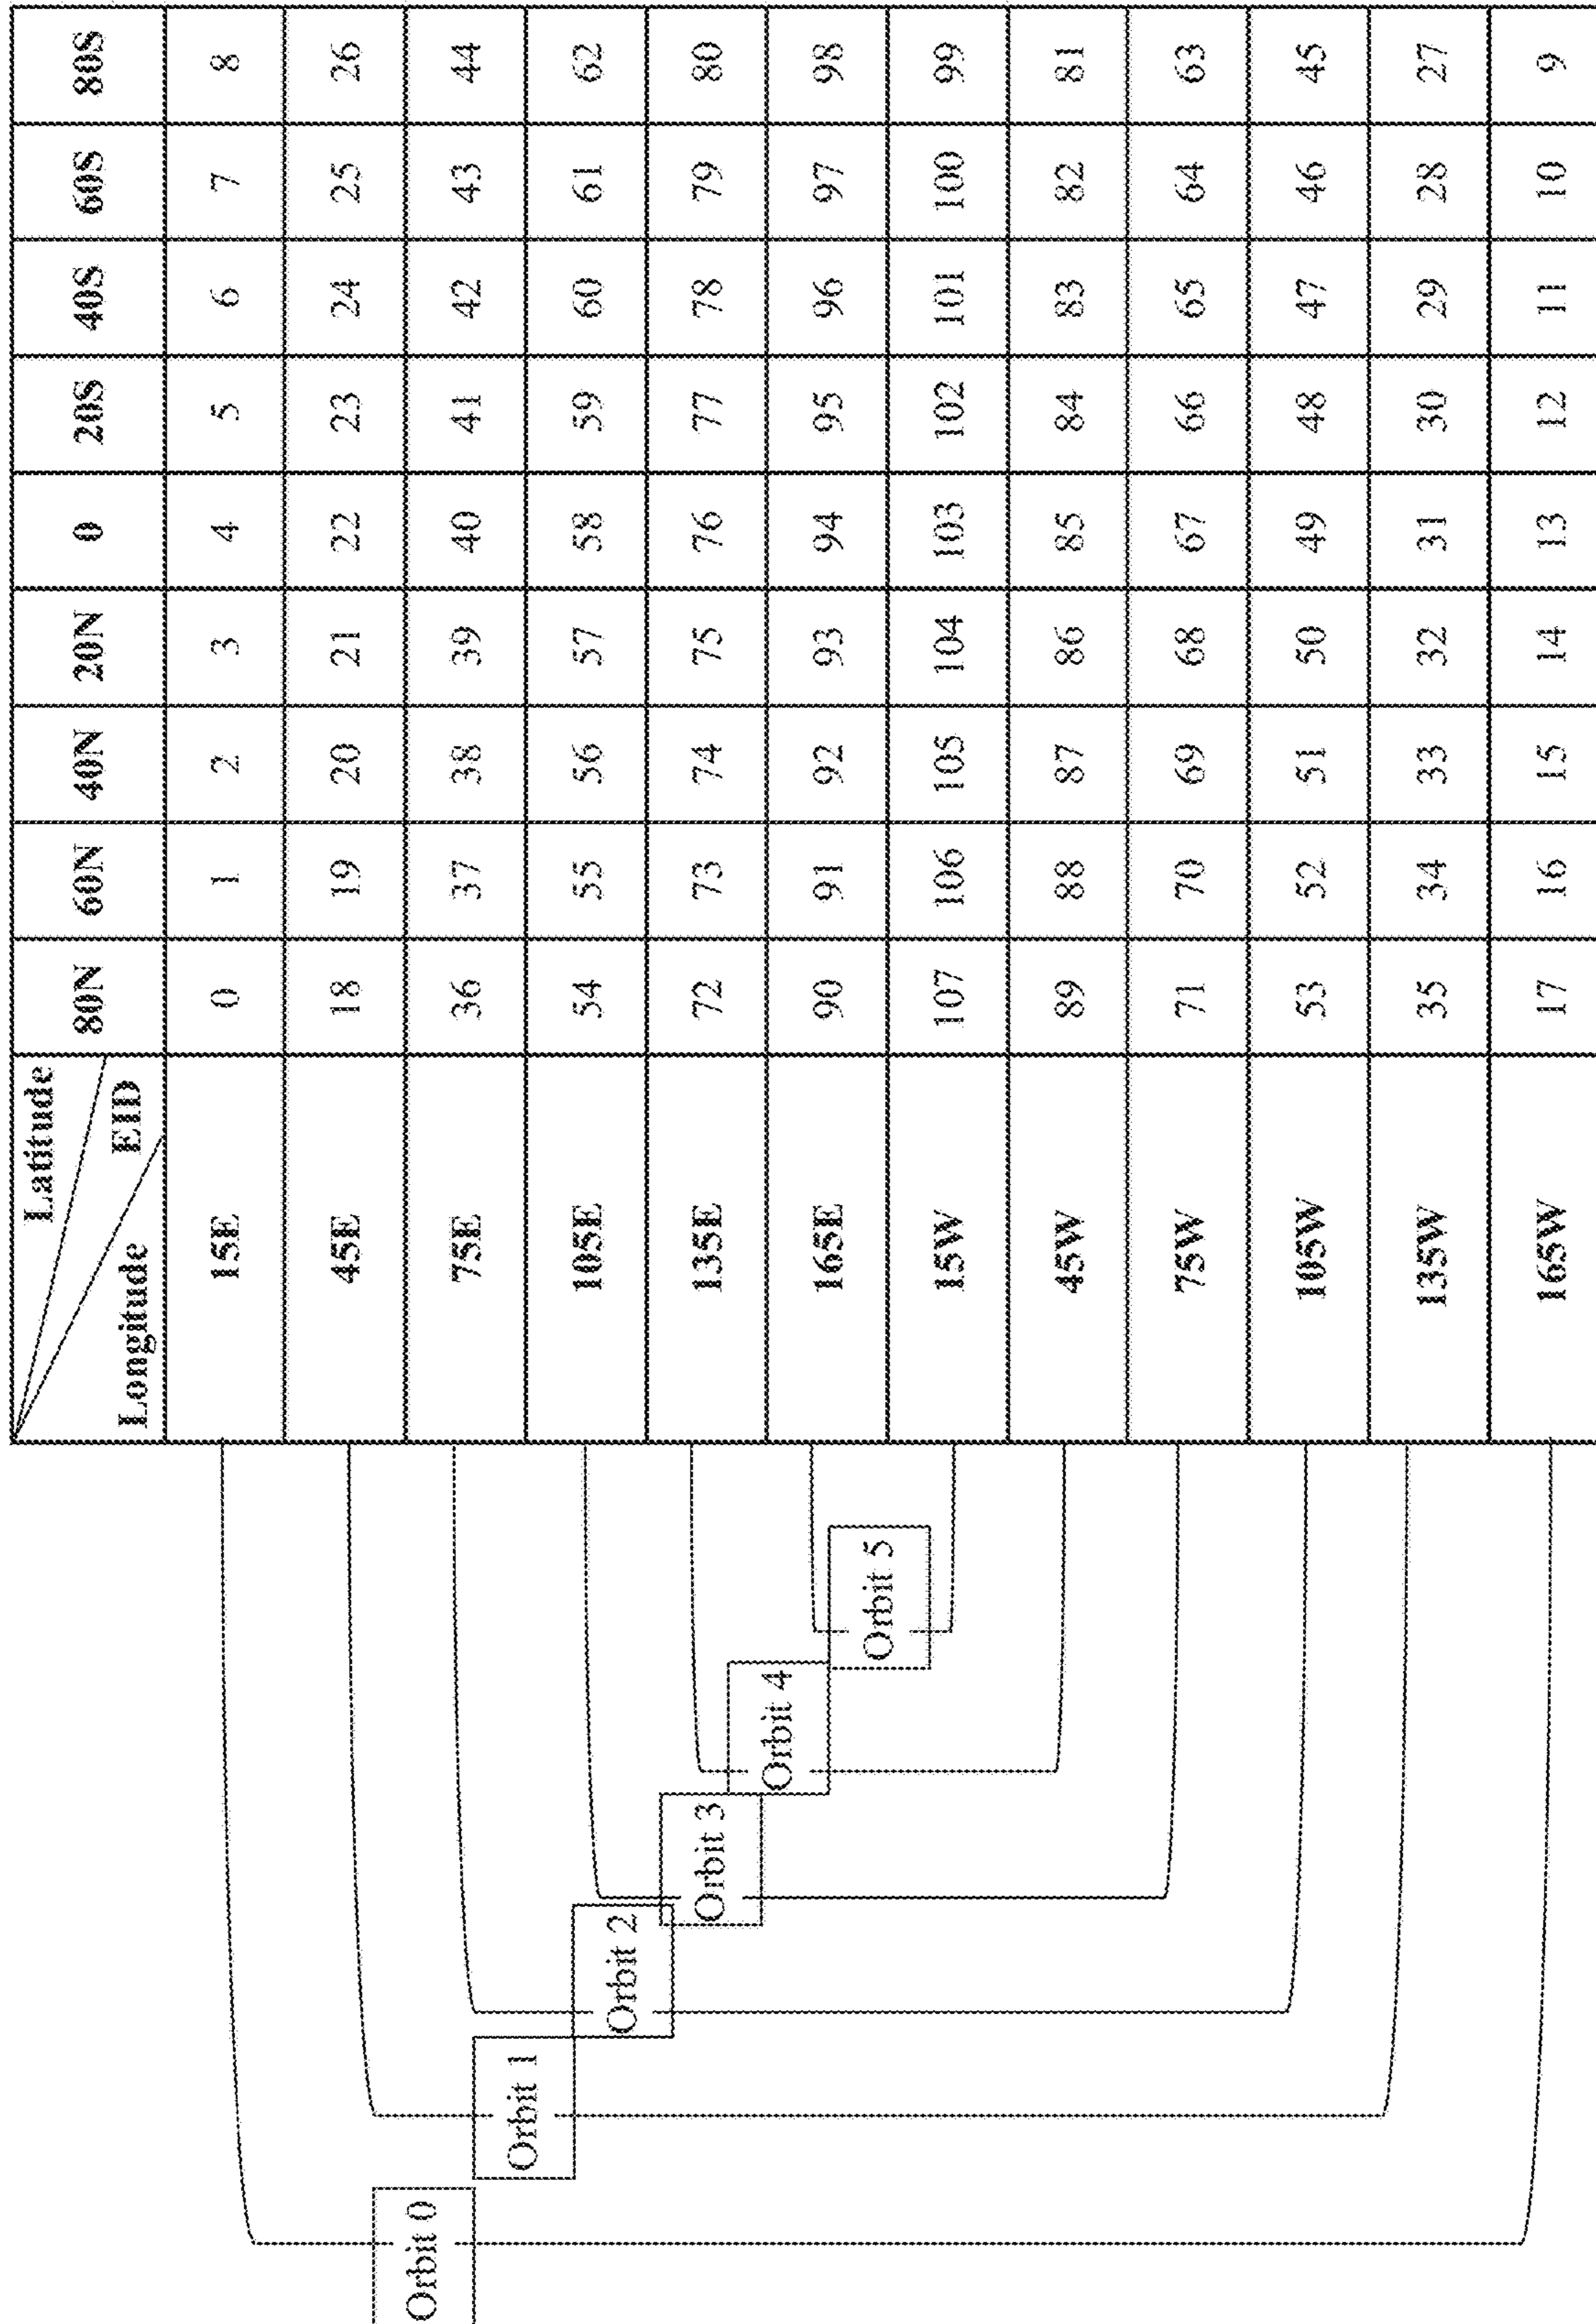 Latitude
EID
Longitude
80N 60N 40N 20N 0 20S 40S 60S 80S
15E 0 1 2 3 4 5 6 7 8
45E 18 19 20 21 22 23 24 25 26
75E 36 37 38 39 40 41 42 43 44
105E 54 55 56 57 58 59 60 61 62
135E 72 73 74 75 76 77 78 79 80
165E 90 91 92 93 94 95 96 97 98
15W 107 106 105 104 103 102 101 100 99
45W 89 88 87 86 85 84 83 82 81
75W 71 70 69 68 67 66 65 64 63
105W 53 52 51 50 49 48 47 46 45
135W 35 34 33 32 31 30 29 28 27
165W 17 16 15 14 13 12 11 10 9
Orbit 0
Orbit 1
Orbit 2
Orbit 3
Orbit 4
Orbit 5